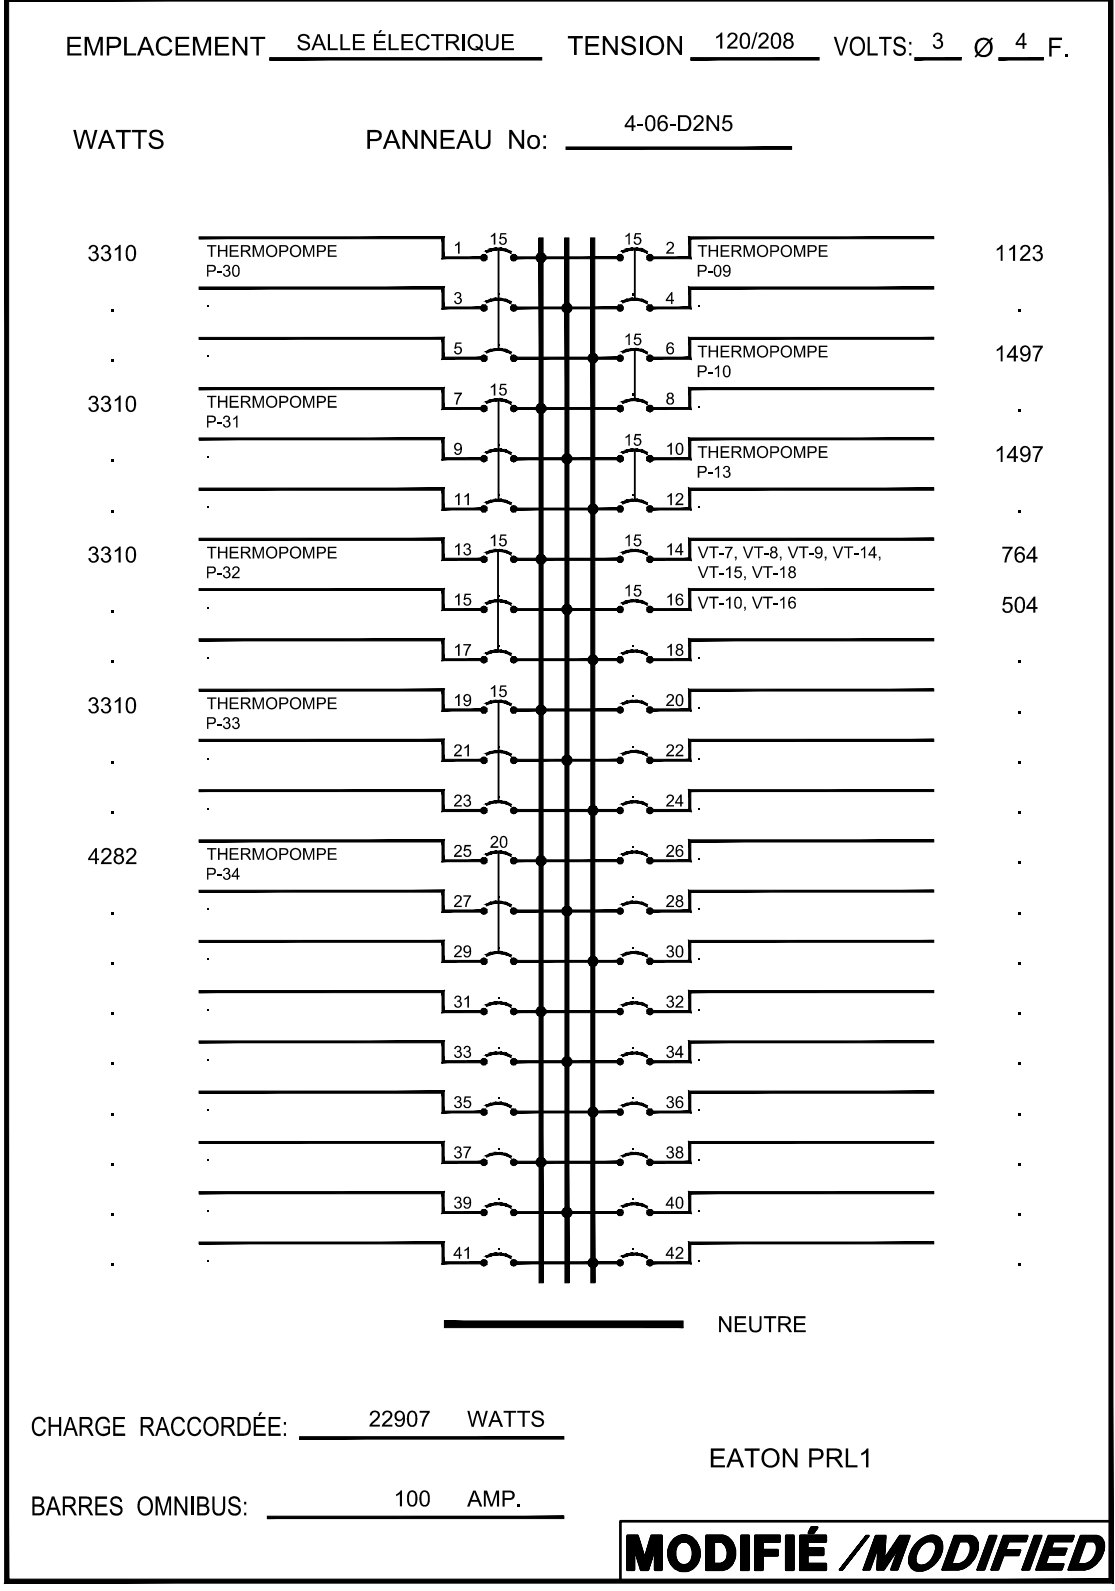 EMPLACEMENT SALLE ÉLECTRIQUE TENSION 120/208 VOLTS: 3 Ø 4 F.
WATTS PANNEAU No: 4-06-D2N5
3310 THERMOPOMPE 1 15 15 2 THERMOPOMPE 1123
P-30 P-09
. . 3 4 . .
. . 5 15 6 THERMOPOMPE 1497
P-10
3310 THERMOPOMPE 7 15 8 . .
P-31
. . 9 15 10 THERMOPOMPE 1497
P-13
. . 11 12 . .
3310 THERMOPOMPE 13 15 15 14 VT-7, VT-8, VT-9, VT-14, 764
P-32 VT-15, VT-18
. . 15 15 16 VT-10, VT-16 504
. . 17 . 18 . .
3310 THERMOPOMPE 19 15 . 20 . .
P-33
. . 21 . 22 . .
. . 23 . 24 . .
4282 THERMOPOMPE 25 20 . 26 . .
P-34
. . 27 . 28 . .
. . 29 . 30 . .
. . 31 . . 32 . .
. . 33 . . 34 . .
. . 35 . . 36 . .
. . 37 . . 38 . .
. . 39 . . 40 . .
. . 41 . . 42 . .
NEUTRE
CHARGE RACCORDÉE: 22907 WATTS
EATON PRL1
BARRES OMNIBUS: 100 AMP.
MODIFIÉ /MODIFIED